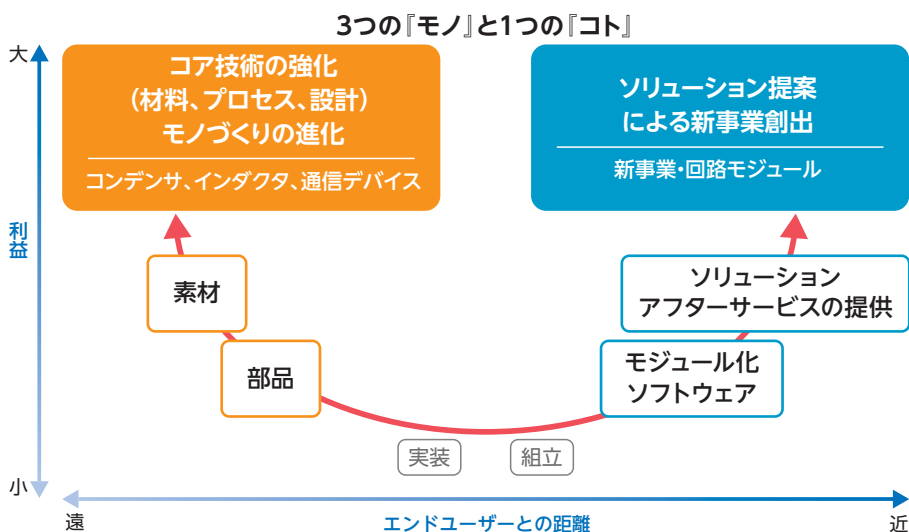 3つの『モノ』と1つの『コト』
大
コア技術の強化
（材料、プロセス、設計）
モノづくりの進化
コンデンサ、インダクタ、通信デバイス
ソリューション提案
による新事業創出
新事業・回路モジュール
利益
素材
ソリューション
アフターサービスの提供
部品
モジュール化
ソフトウェア
実装
組立
小
遠
エンドユーザーとの距離
近